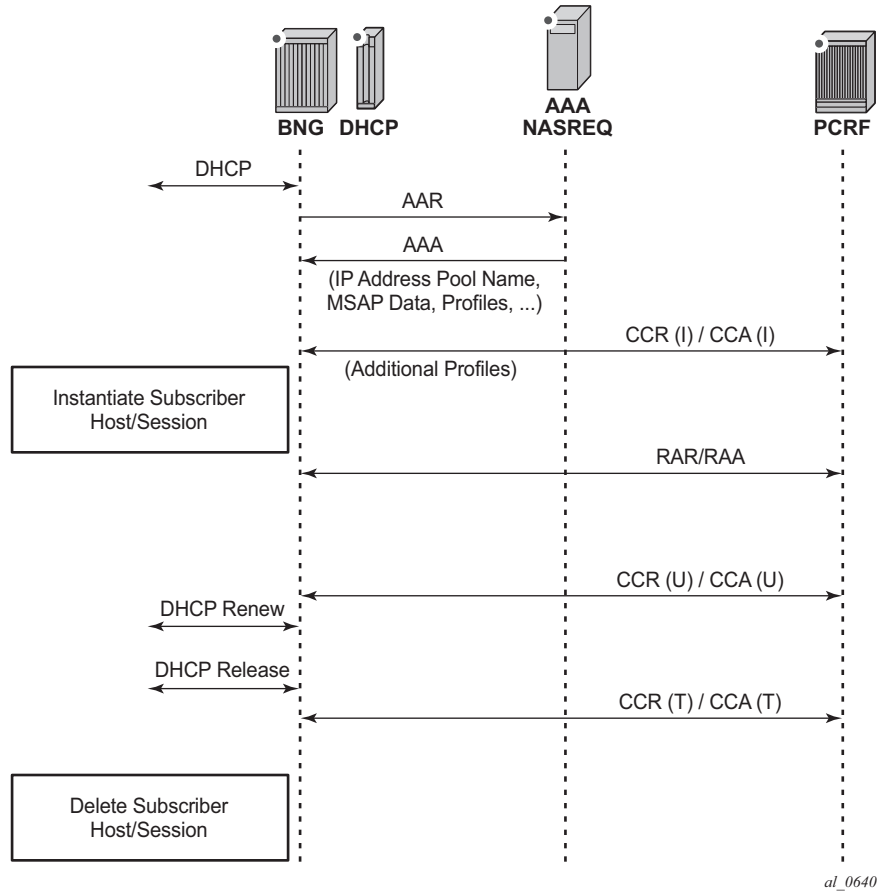 BNG DHCP
AAA
NASREQ
PCRF
DHCP
AAR
AAA
(IP Address Pool Name,
MSAP Data, Profiles, ...)
CCR (I) / CCA (I)
(Additional Profiles)
Instantiate Subscriber
Host/Session
RAR/RAA
CCR (U) / CCA (U)
DHCP Renew
DHCP Release
CCR (T) / CCA (T)
Delete Subscriber
Host/Session
al_0640